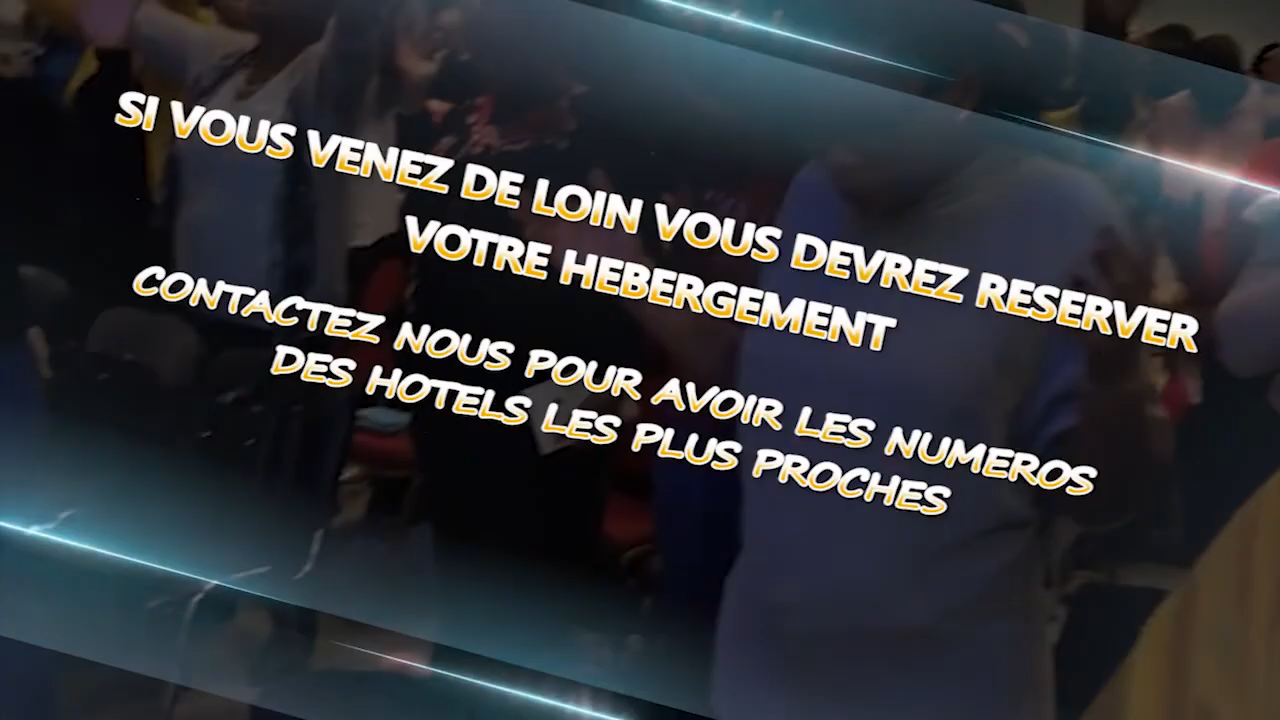 SI VOUS VENEZ DE LOIN VOUS DEVREZ RESERVER
VOTRE HEBERGEMENT
CONTACTEZ NOUS POUR AVOIR LES NUMEROS
DES HOTELS LES PLUS PROCHES